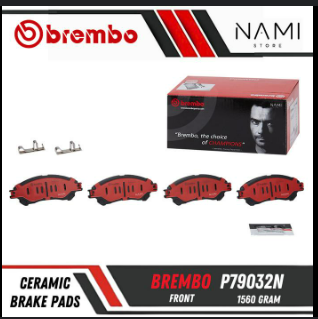 brembo
NAMI
STORE
brembo
"Brembo, the choice
of
CERAMIC
BRAKE PADS
BREMBO P79032N
FRONT 1560 GRAM